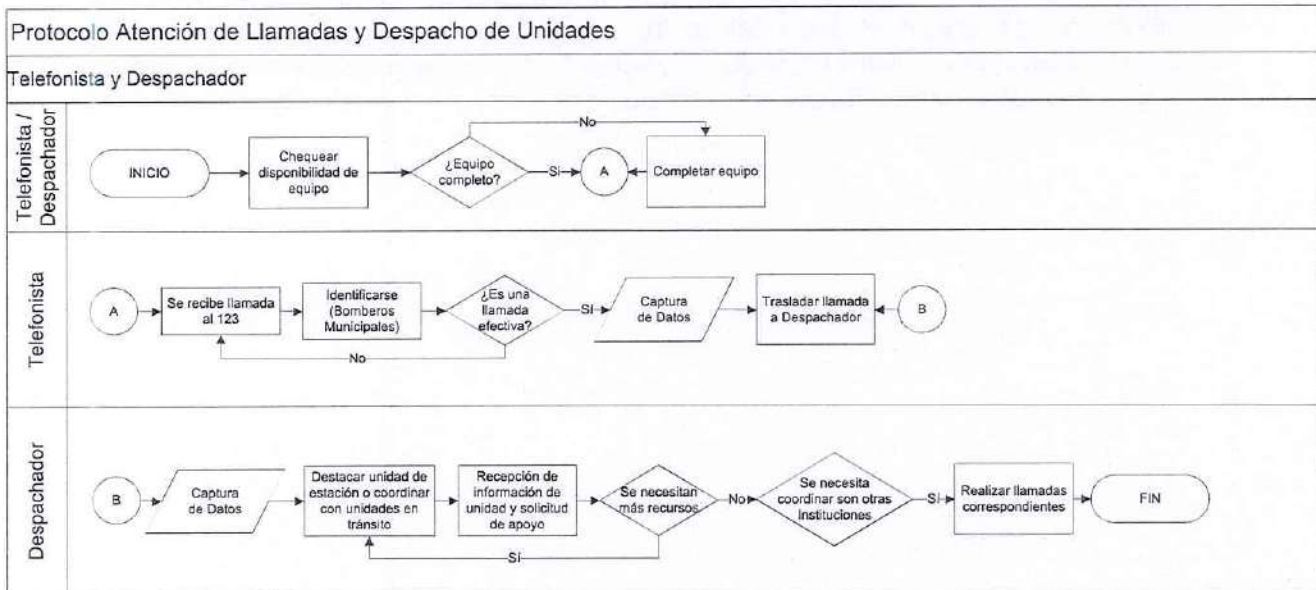 Protocolo Atención de Llamadas y Despacho de Unidades
Telefonista y Despachador
Telefonista /
Despachador
INICIO
Chequear
disponibilidad de
equipo
¿Equipo
completo?
No
Sí
A
Completar equipo
Telefonista
A
Se recibe llamada
al 123
Identificarse
(Bomberos
Municipales)
¿Es una
llamada
efectiva?
No
Sí
Captura
de Datos
Trasladar llamada
a Despachador
B
Despachador
B
Captura
de Datos
Destacar unidad de
estación o coordinar
con unidades en
tránsito
Recepción de
información de
unidad y solicitud
de apoyo
Se necesitan
más recursos
Sí
No
Se necesita
coordinar son otras
Instituciones
Sí
Realizar llamadas
correspondientes
FIN